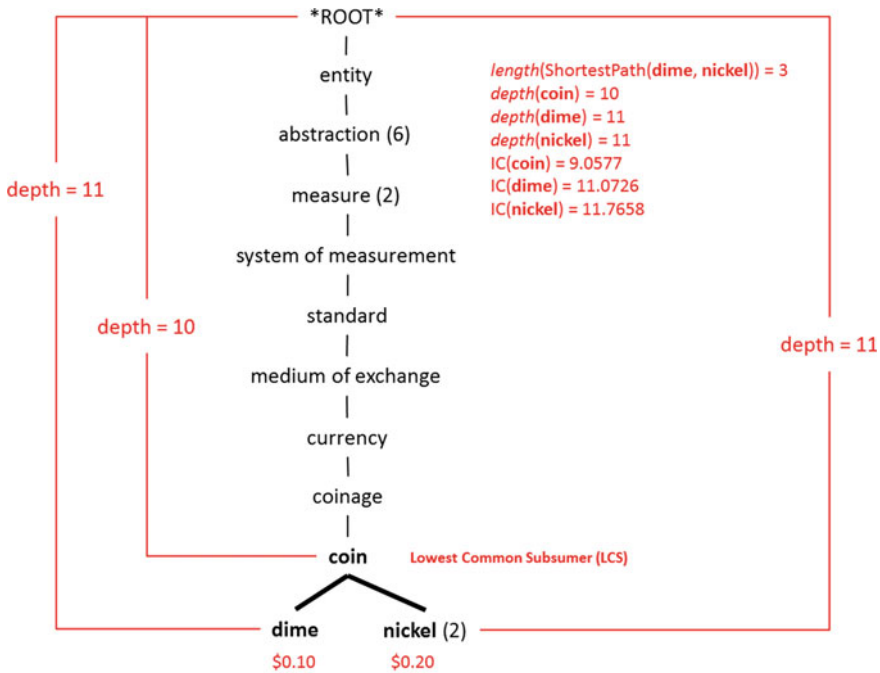 *ROOT*
entity
abstraction (6)
measure (2)
system of measurement
standard
medium of exchange
currency
coinage
coin
Lowest Common Subsumer (LCS)
dime
nickel (2)
$0.10
$0.20
depth = 11
depth = 10
depth = 11
length(ShortestPath(dime, nickel)) = 3
depth(coin) = 10
depth(dime) = 11
depth(nickel) = 11
IC(coin) = 9.0577
IC(dime) = 11.0726
IC(nickel) = 11.7658